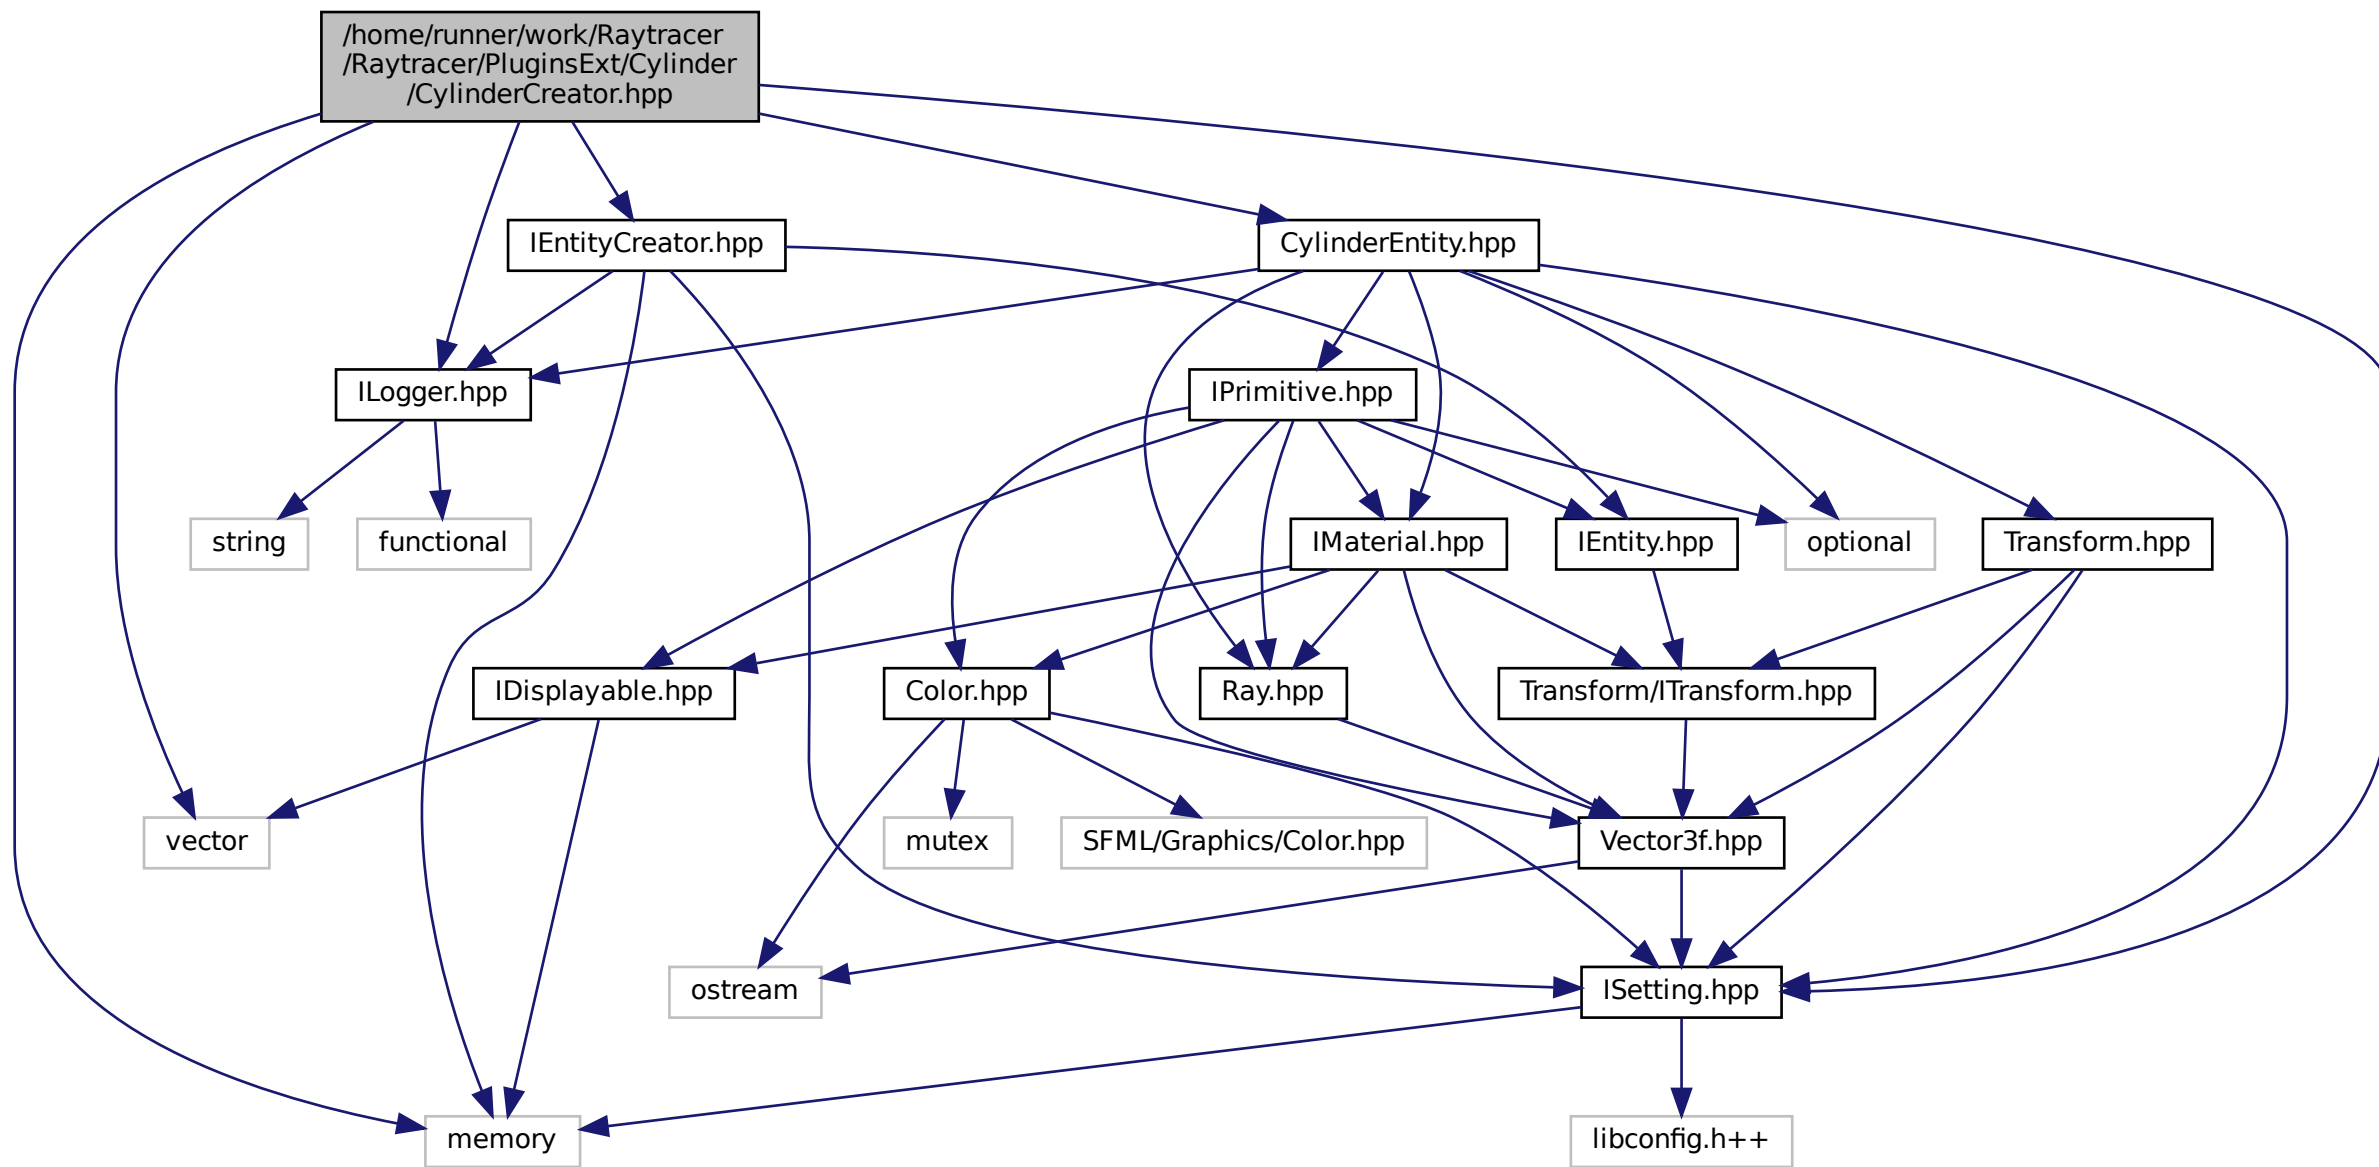 /home/runner/work/Raytracer
/Raytracer/PluginsExt/Cylinder
/CylinderCreator.hpp
IEntityCreator.hpp
CylinderEntity.hpp
ILogger.hpp
IPrimitive.hpp
string
functional
IMaterial.hpp
IEntity.hpp
optional
Transform.hpp
IDisplayable.hpp
Color.hpp
Ray.hpp
Transform/ITransform.hpp
vector
mutex
SFML/Graphics/Color.hpp
Vector3f.hpp
ostream
ISetting.hpp
memory
libconfig.h++